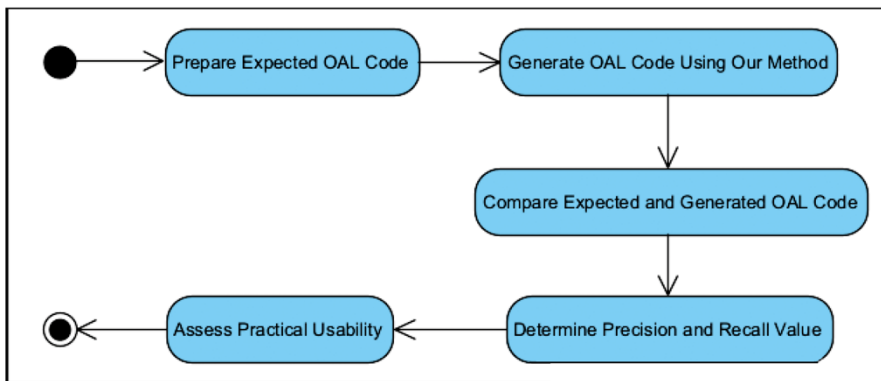 Prepare Expected OAL Code
Generate OAL Code Using Our Method
Compare Expected and Generated OAL Code
Determine Precision and Recall Value
Assess Practical Usability